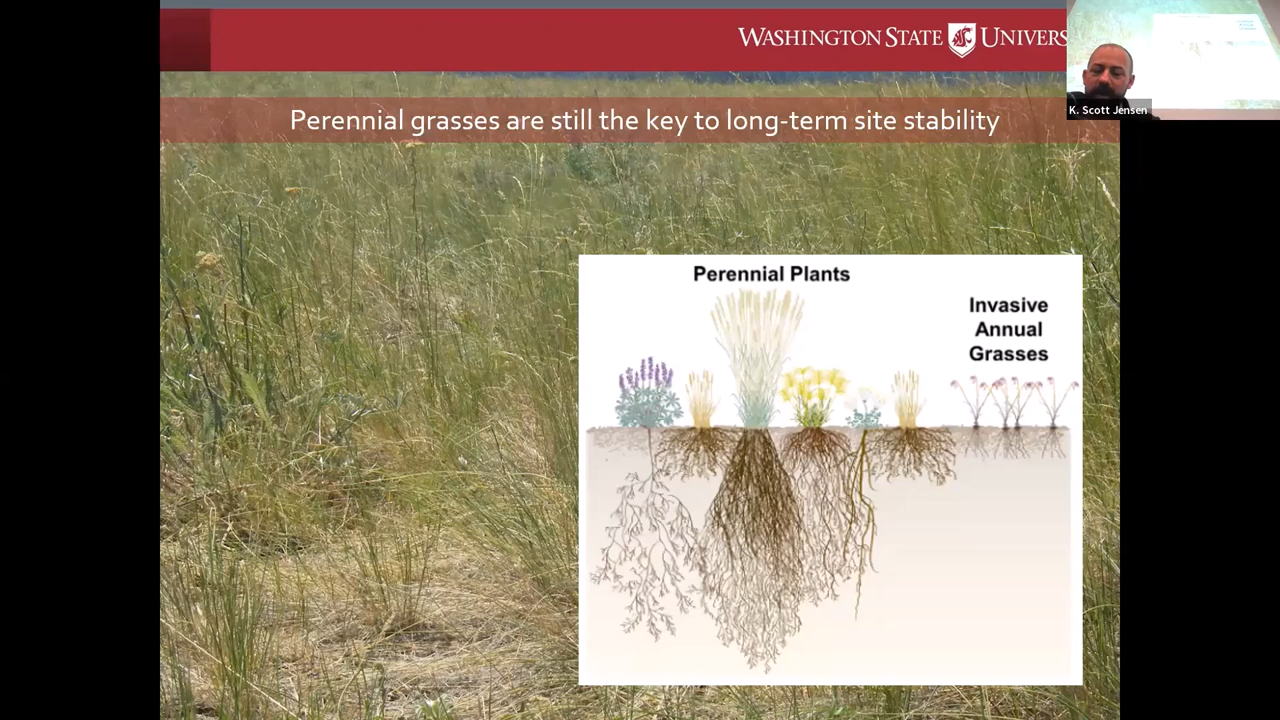 WASHINGTON STATE UNIVERS
K. Scott Jensen
Perennial grasses are still the key to long-term site stability
Perennial Plants
Invasive
Annual
Grasses